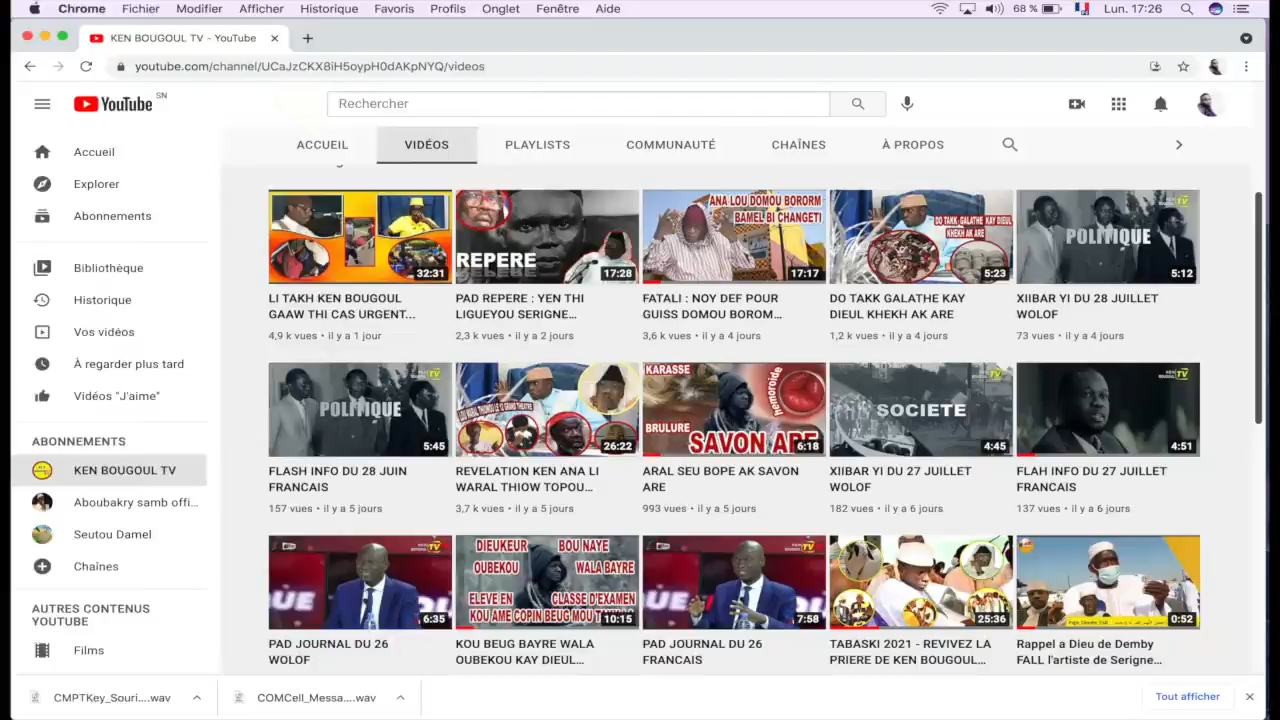 Chrome Fichier Modifier Afficher Historique Favoris Profils Onglet Fenêtre Aide 68 % Lun. 17:26
KEN BOUGOUL TV - YouTube
youtube.com/channel/UCaJzCKX8iH5oypH0dAKpNYQ/videos
YouTube SN
Rechercher
ACCUEIL VIDÉOS PLAYLISTS COMMUNAUTÉ CHAÎNES À PROPOS
Accueil
Explorer
Abonnements
Bibliothèque
Historique
Vos vidéos
À regarder plus tard
Vidéos "J'aime"
ABONNEMENTS
KEN BOUGOUL TV
Aboubakry samb offi...
Seutou Damel
Chaînes
AUTRES CONTENUS
YOUTUBE
Films
32:31
LI TAKH KEN BOUGOUL
GAAW THI CAS URGENT...
4,9 k vues • il y a 1 jour
REPERE
17:28
PAD REPERE : YEN THI
LIGUEYOU SERIGNE...
2,3 k vues • il y a 2 jours
ANA LOU DOMOU BORORM
BAMEL BI CHANGETI
17:17
FATALI : NOY DEF POUR
GUISS DOMOU BOROM...
3,6 k vues • il y a 4 jours
DO TAKK GALATHE KAY DIEUL
KHEKH AK ARE
5:23
DO TAKK GALATHE KAY
DIEUL KHEKH AK ARE
1,2 k vues • il y a 4 jours
TV
POLITIQUE
5:12
XIIBAR YI DU 28 JUILLET
WOLOF
73 vues • il y a 4 jours
TV
POLITIQUE
5:45
FLASH INFO DU 28 JUIN
FRANCAIS
157 vues • il y a 5 jours
26:22
REVELATION KEN ANA LI
WARAL THIOW TOPOU...
3,7 k vues • il y a 5 jours
KARASSE
hemoroide
BRULURE
SAVON ARE
6:18
ARAL SEU BOPE AK SAVON
ARE
993 vues • il y a 5 jours
TV
SOCIETE
4:45
XIIBAR YI DU 27 JUILLET
WOLOF
182 vues • il y a 6 jours
TV
4:51
FLAH INFO DU 27 JUILLET
FRANCAIS
137 vues • il y a 6 jours
TV
6:35
PAD JOURNAL DU 26
WOLOF
DIEUKEUR BOU NAYE
OUBEKOU WALA BAYRE
ELEVE EN CLASSE D'EXAMEN
KOU AME COPIN BEUG MOU
10:15
KOU BEUG BAYRE WALA
OUBEKOU KAY DIEUL...
TV
7:58
PAD JOURNAL DU 26
FRANCAIS
25:36
TABASKI 2021 - REVIVEZ LA
PRIERE DE KEN BOUGOUL...
0:52
Rappel a Dieu de Demby
FALL l'artiste de Serigne...
CMPTKey_Souri....wav COMCell_Messa....wav Tout afficher